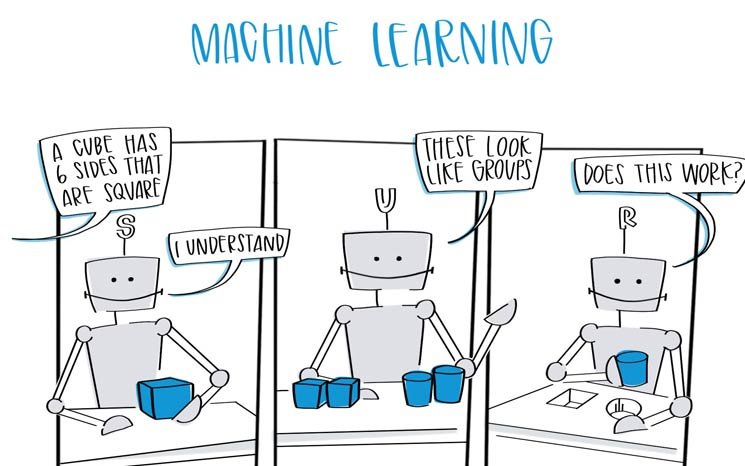 MACHINE LEARNING
A CUBE HAS
6 SIDES THAT
ARE SQUARE
S
I UNDERSTAND
U
THESE LOOK
LIKE GROUPS
R
DOES THIS WORK?